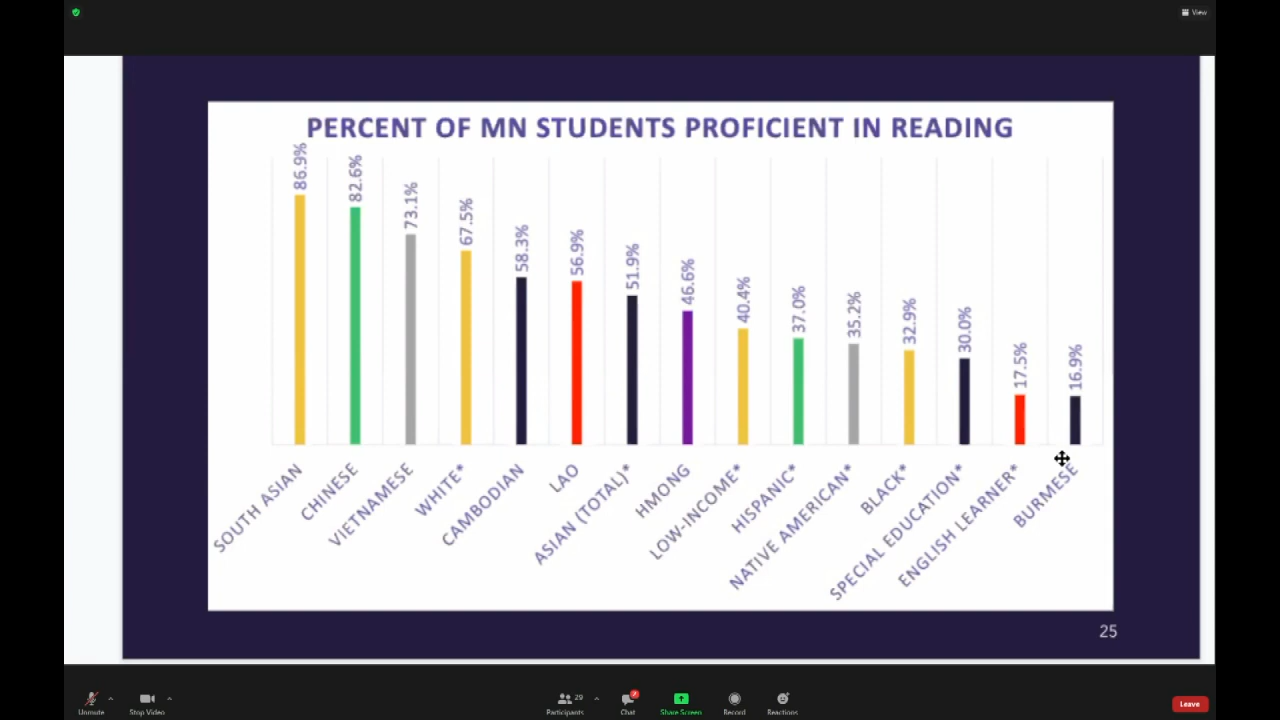 View
PERCENT OF MN STUDENTS PROFICIENT IN READING
86.9%
82.6%
73.1%
67.5%
58.3%
56.9%
51.9%
46.6%
40.4%
37.0%
35.2%
32.9%
30.0%
17.5%
16.9%
SOUTH ASIAN
CHINESE
VIETNAMESE
WHITE*
CAMBODIAN
LAO
ASIAN (TOTAL)*
HMONG
LOW-INCOME*
HISPANIC*
NATIVE AMERICAN*
BLACK*
SPECIAL EDUCATION*
ENGLISH LEARNER*
BURMESE
25
Unmute
Stop Video
Participants
29
Chat
2
Share Screen
Record
Reactions
Leave